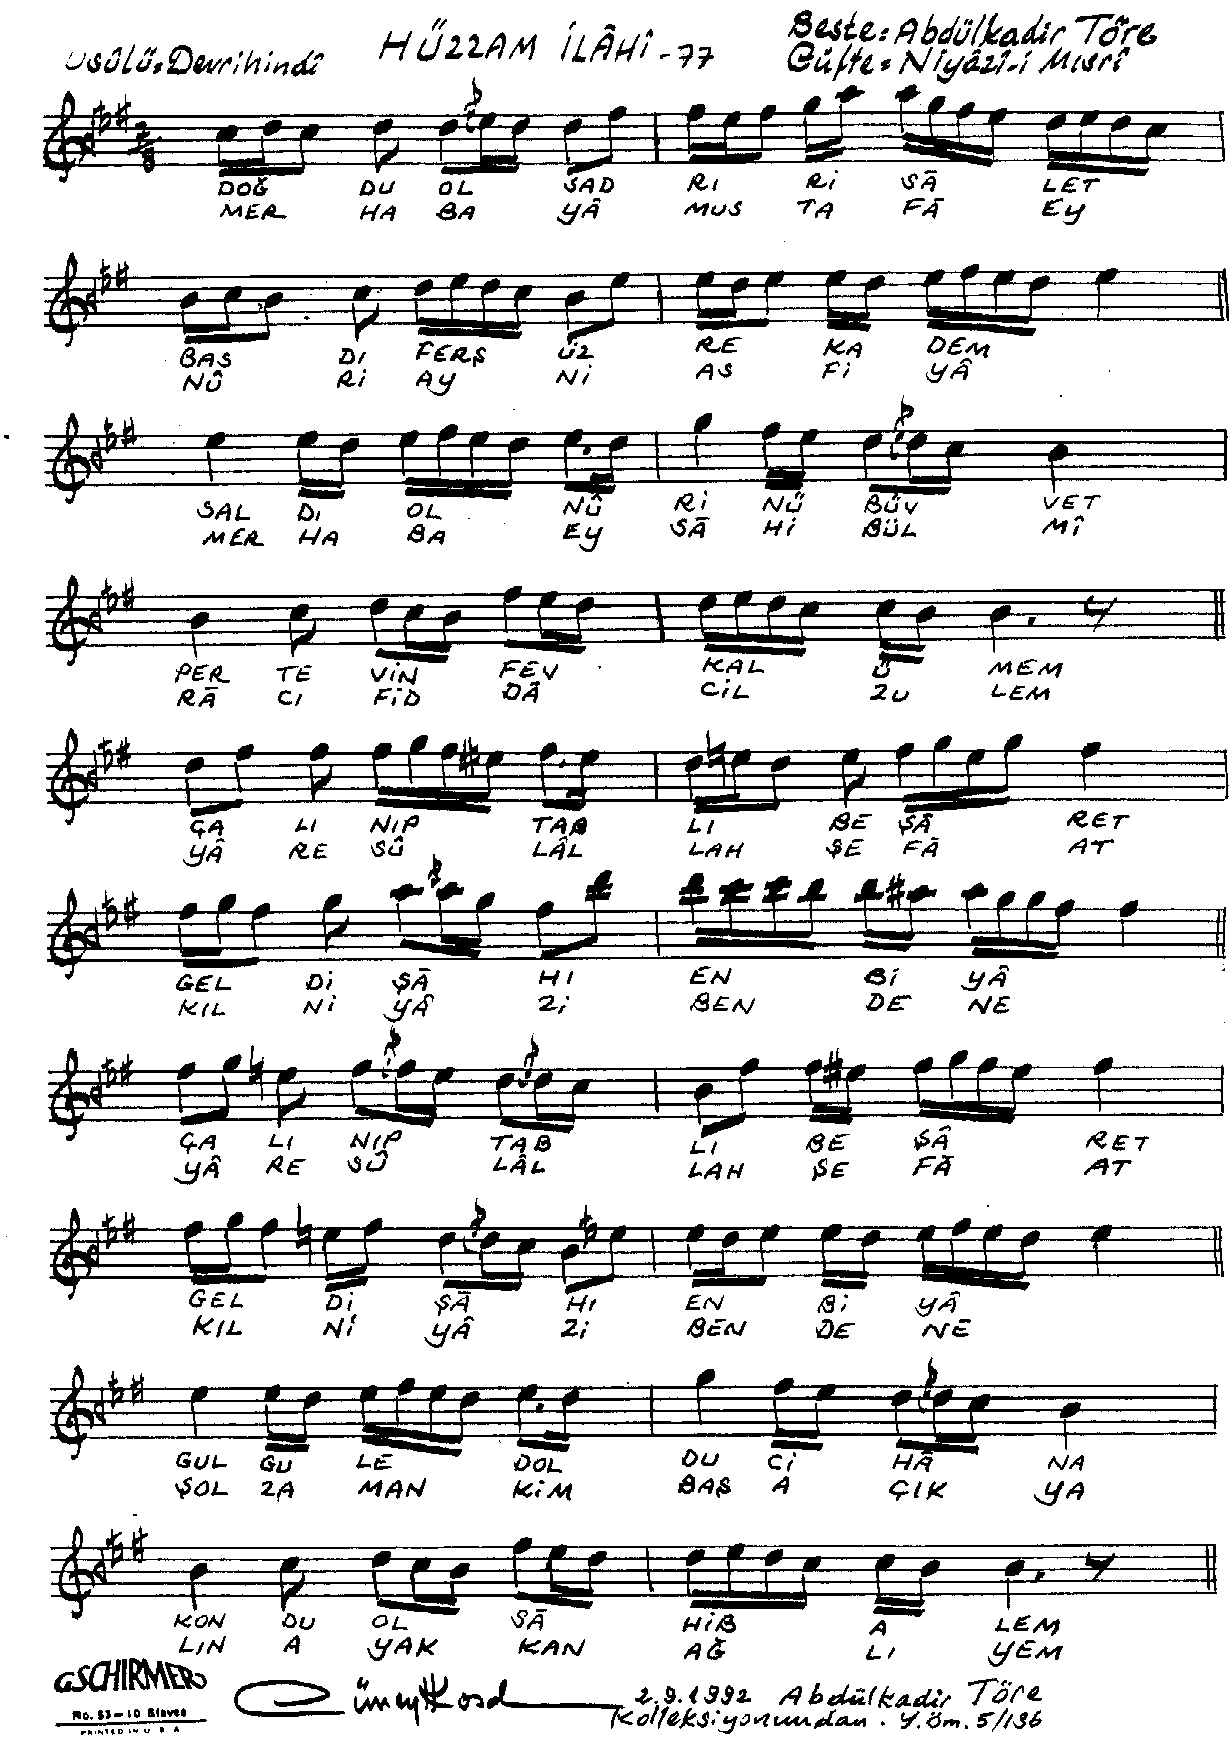 HÜZZAM İLÂHÎ - 77
Beste: Abdülkadir Töre
Usûlü: Devrihindî
Güfte: Niyâzî-i Mısrî
7/8
DOĞ DU OL SAD RI Rİ SÂ LET
MER HA BA YÂ MUS TA FÂ EY
BAS DI FERŞ ÜZ RE KA DEM
NÛ Rİ AY NI AS Fİ YÂ
SAL DI OL NÛ Rİ NÜ BÜV VET
MER HA BA EY SÂ Hİ BÜL MÎ
PER TE VİN FEV KAL Ü MEM
RÂ CI FİD DÂ CİL ZU LEM
ÇA LI NIP TAB LI BE ŞÂ RET
YÂ RE SÛ LÂL LAH ŞE FÂ AT
GEL Dİ ŞÂ HI EN Bİ YÂ
KIL Nİ YÂ Zİ BEN DE NE
ÇA LI NIP TAB LI BE ŞÂ RET
YÂ RE SÛ LÂL LAH ŞE FÂ AT
GEL Dİ ŞÂ HI EN Bİ YÂ
KIL Nİ YÂ Zİ BEN DE NE
GUL GU LE DOL DU Cİ HÂ NA
ŞOL ZA MAN KİM BAŞ A ÇIK YA
KON DU OL SÂ HİB A LEM
LIN A YAK KAN AĞ LI YEM
G. SCHIRMER
No. 53-10 Staves
PRINTED IN U.S.A
2.9.1992 Abdülkadir Töre
Kolleksiyonundan. Y. Öm. 5/136